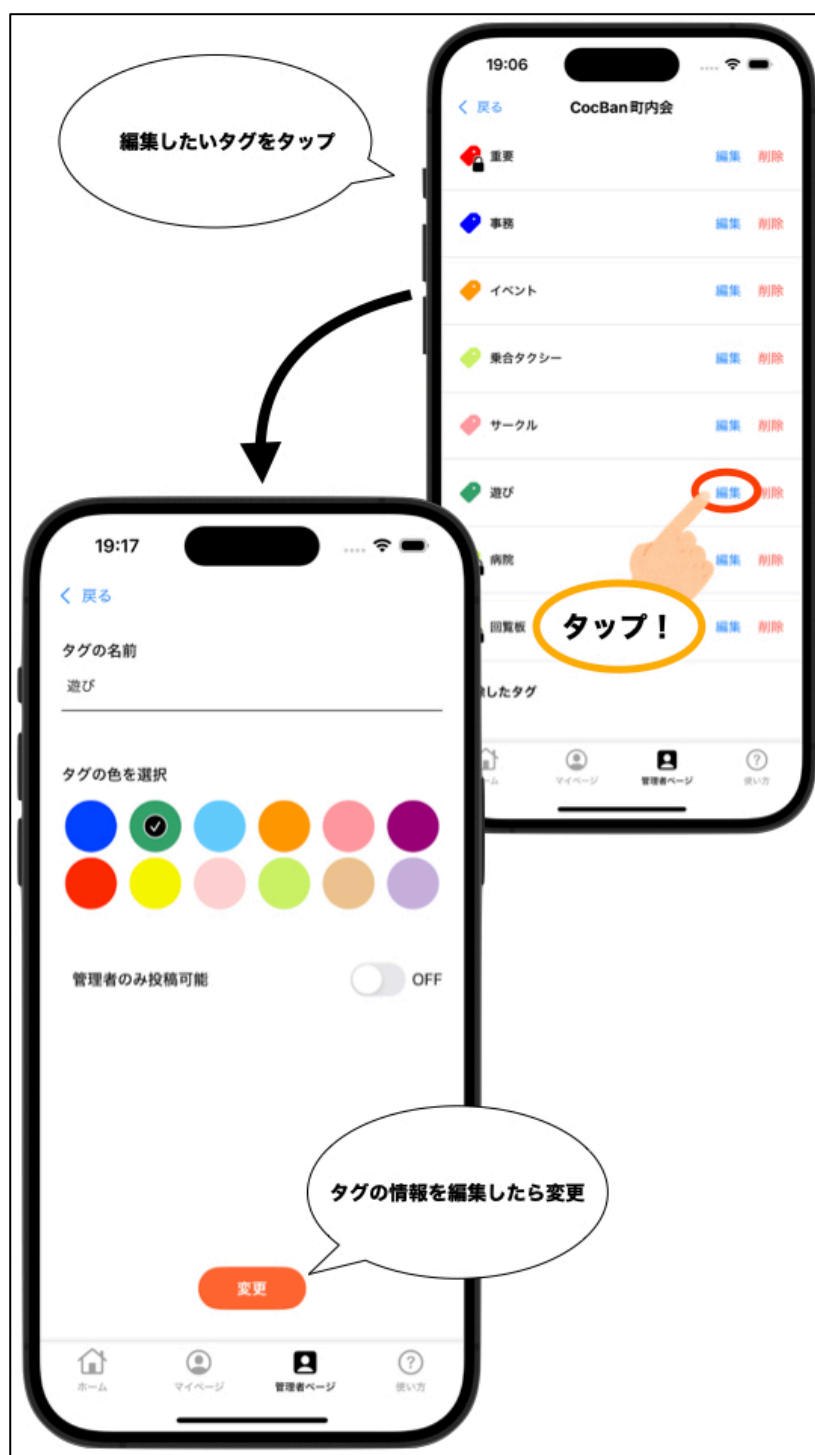 編集したいタグをタップ
19:06
戻る CocBan町内会
重要 編集 削除
事務 編集 削除
イベント 編集 削除
乗合タクシー 編集 削除
サークル 編集 削除
遊び 編集 削除
病院 編集 削除
回覧板 編集 削除
タップ！
したタグ
ーム マイページ 管理者ページ 使い方
19:17
戻る
タグの名前
遊び
タグの色を選択
管理者のみ投稿可能 OFF
タグの情報を編集したら変更
変更
ホーム マイページ 管理者ページ 使い方